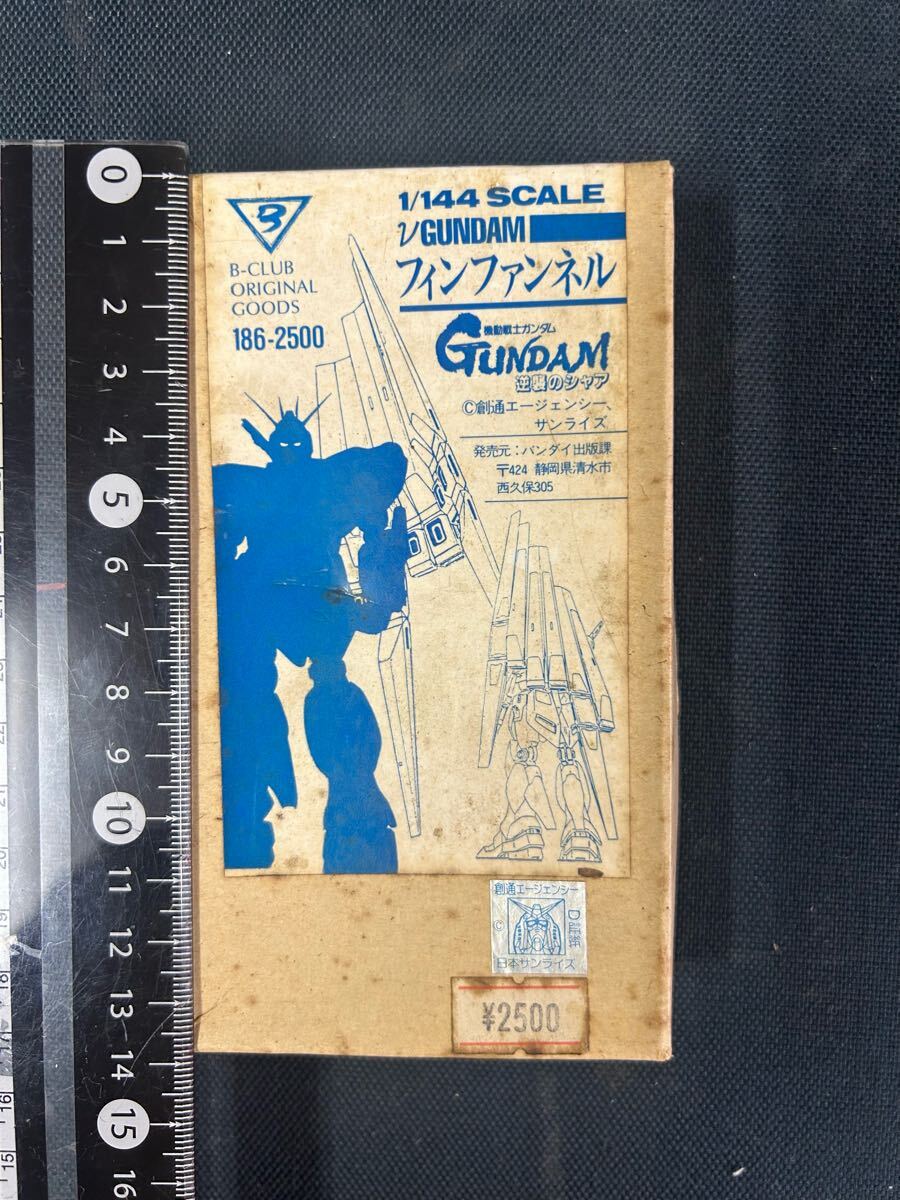 B
B-CLUB
ORIGINAL
GOODS
186-2500
1/144 SCALE
νGUNDAM
フィンファンネル
機動戦士ガンダム
GUNDAM
逆襲のシャア
©創通エージェンシー、
サンライズ
発売元:バンダイ出版課
〒424 静岡県清水市
西久保305
創通エージェンシー
©
D証紙
日本サンライズ
¥2500
0
1
2
3
4
5
6
7
8
9
10
11
12
13
14
15
16